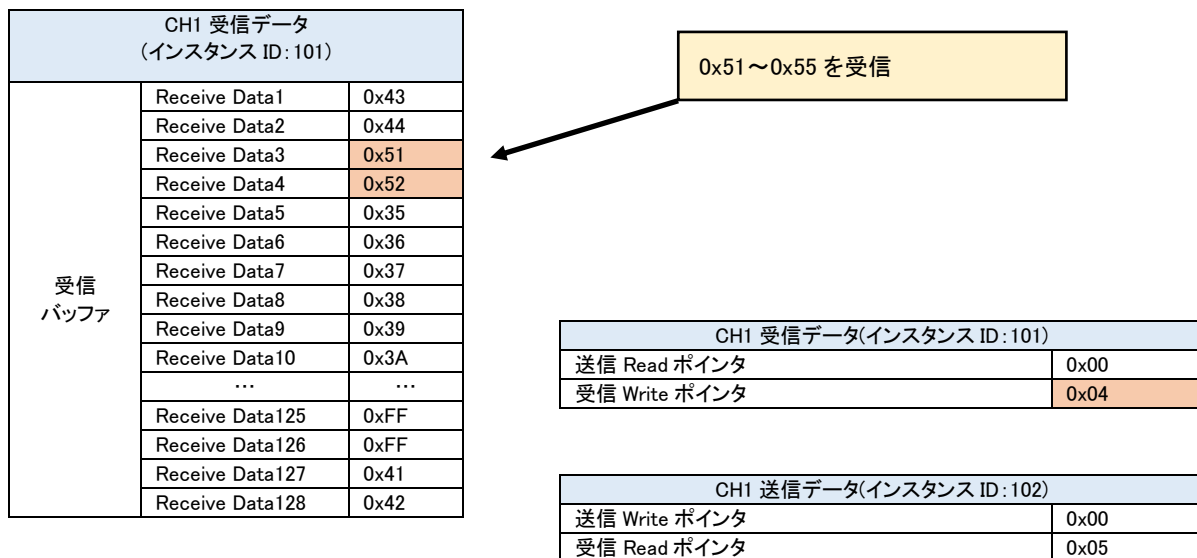 CH1 受信データ
(インスタンス ID:101)
受信
バッファ
Receive Data1 0x43
Receive Data2 0x44
Receive Data3 0x51
Receive Data4 0x52
Receive Data5 0x35
Receive Data6 0x36
Receive Data7 0x37
Receive Data8 0x38
Receive Data9 0x39
Receive Data10 0x3A
… …
Receive Data125 0xFF
Receive Data126 0xFF
Receive Data127 0x41
Receive Data128 0x42
0x51～0x55 を受信
CH1 受信データ(インスタンス ID:101)
送信 Read ポインタ 0x00
受信 Write ポインタ 0x04
CH1 送信データ(インスタンス ID:102)
送信 Write ポインタ 0x00
受信 Read ポインタ 0x05